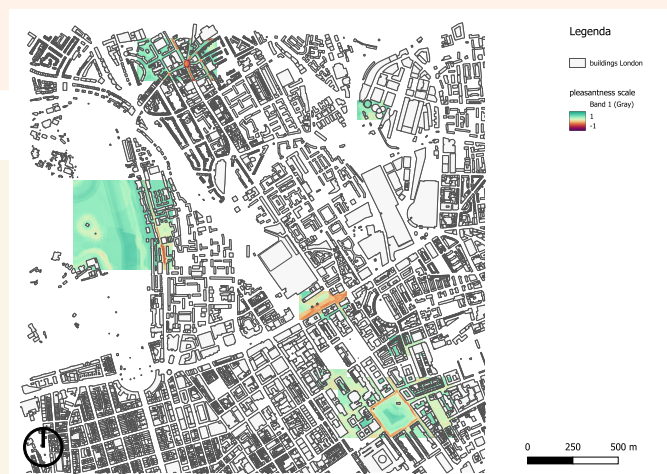 Legenda
buildings London
pleasantness scale
Band 1 (Gray)
1
-1
0 250 500 m